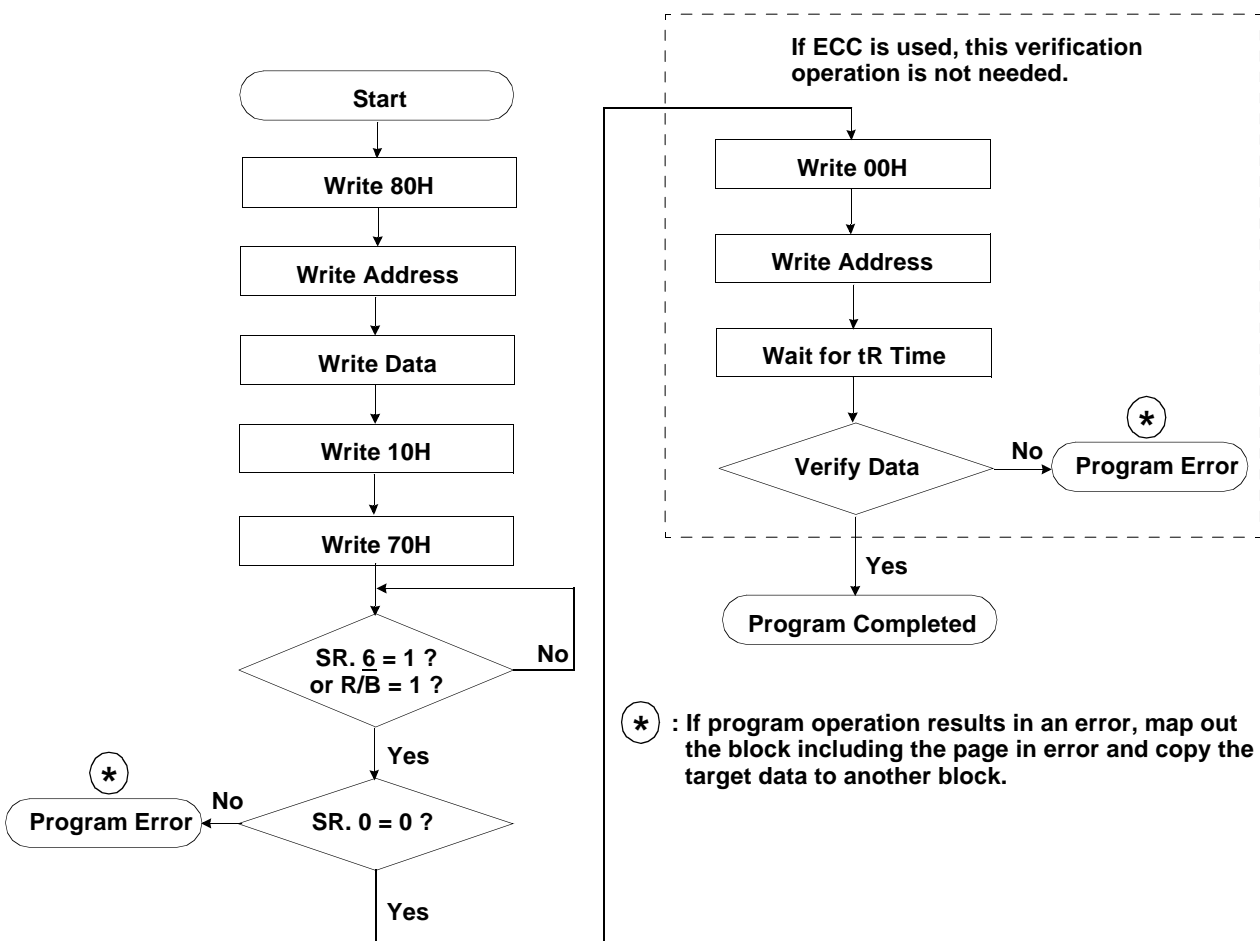 Start
Write 80H
Write Address
Write Data
Write 10H
Write 70H
SR. 6 = 1 ?
or R/B = 1 ?
No
Yes
*
No
Program Error
SR. 0 = 0 ?
Yes
If ECC is used, this verification
operation is not needed.
Write 00H
Write Address
Wait for tR Time
*
Verify Data
No
Program Error
Yes
Program Completed
* : If program operation results in an error, map out
the block including the page in error and copy the
target data to another block.